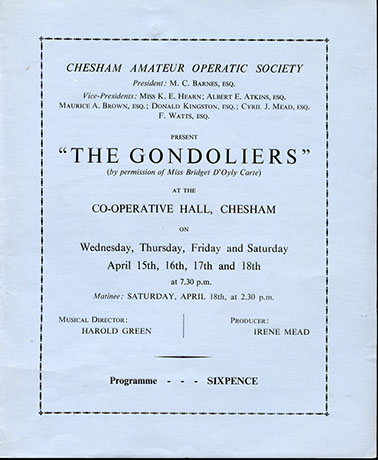 CHESHAM AMATEUR OPERATIC SOCIETY
President: M. C. BARNES, ESQ.
Vice-Presidents: MISS K. E. HEARN; ALBERT E. ATKINS, ESQ.
MAURICE A. BROWN, ESQ.; DONALD KINGSTON, ESQ.; CYRIL J. MEAD, ESQ.
F. WATTS, ESQ.
PRESENT
"THE GONDOLIERS"
(by permission of Miss Bridget D'Oyly Carte)
AT THE
CO-OPERATIVE HALL, CHESHAM
ON
Wednesday, Thursday, Friday and Saturday
April 15th, 16th, 17th and 18th
at 7.30 p.m.
Matinee: SATURDAY, APRIL 18th, at 2.30 p.m.
MUSICAL DIRECTOR: PRODUCER:
HAROLD GREEN IRENE MEAD
Programme - - - SIXPENCE